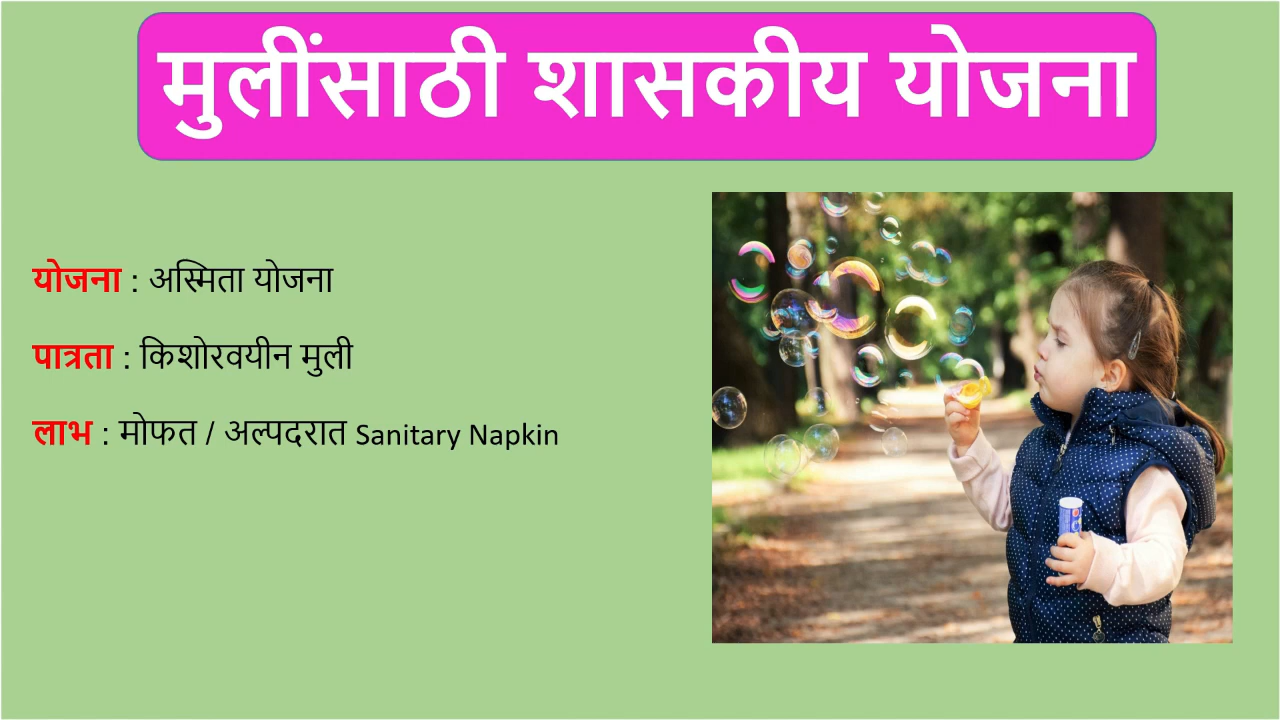 मुलींसाठी शासकीय योजना
योजना : अस्मिता योजना
पात्रता : किशोरवयीन मुली
लाभ : मोफत / अल्पदरात Sanitary Napkin